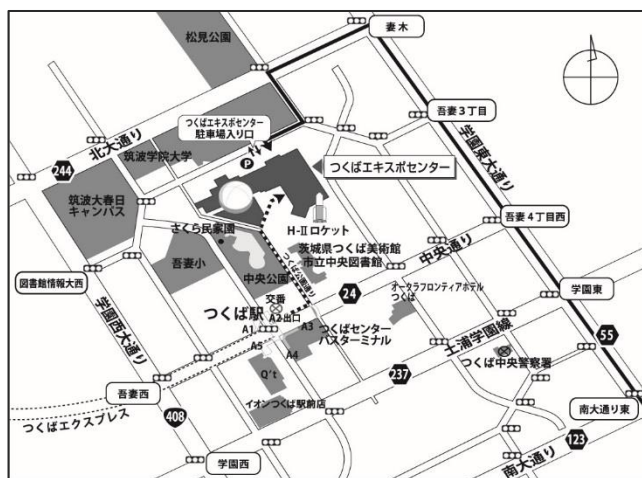 松見公園
妻木
つくばエキスポセンター
駐車場入り口
吾妻3丁目
北大通り
筑波学院大学
P
学園東大通り
244
つくばエキスポセンター
筑波大春日
キャンパス
さくら民家園
H-Ⅱロケット
吾妻4丁目西
茨城県つくば美術館
市立中央図書館
中央通り
吾妻小
中央公園
つくば公園通り
図書館情報大西
24
オークラフロンティアホテル
つくば
学園東
交番
つくば駅
A2出口
学園西大通り
A1
A3
つくばセンター
バスターミナル
土浦学園線
55
A5
A4
つくば中央警察署
237
Q't
吾妻西
イオンつくば駅前店
つくばエクスプレス
408
南大通り東
123
学園西
南大通り